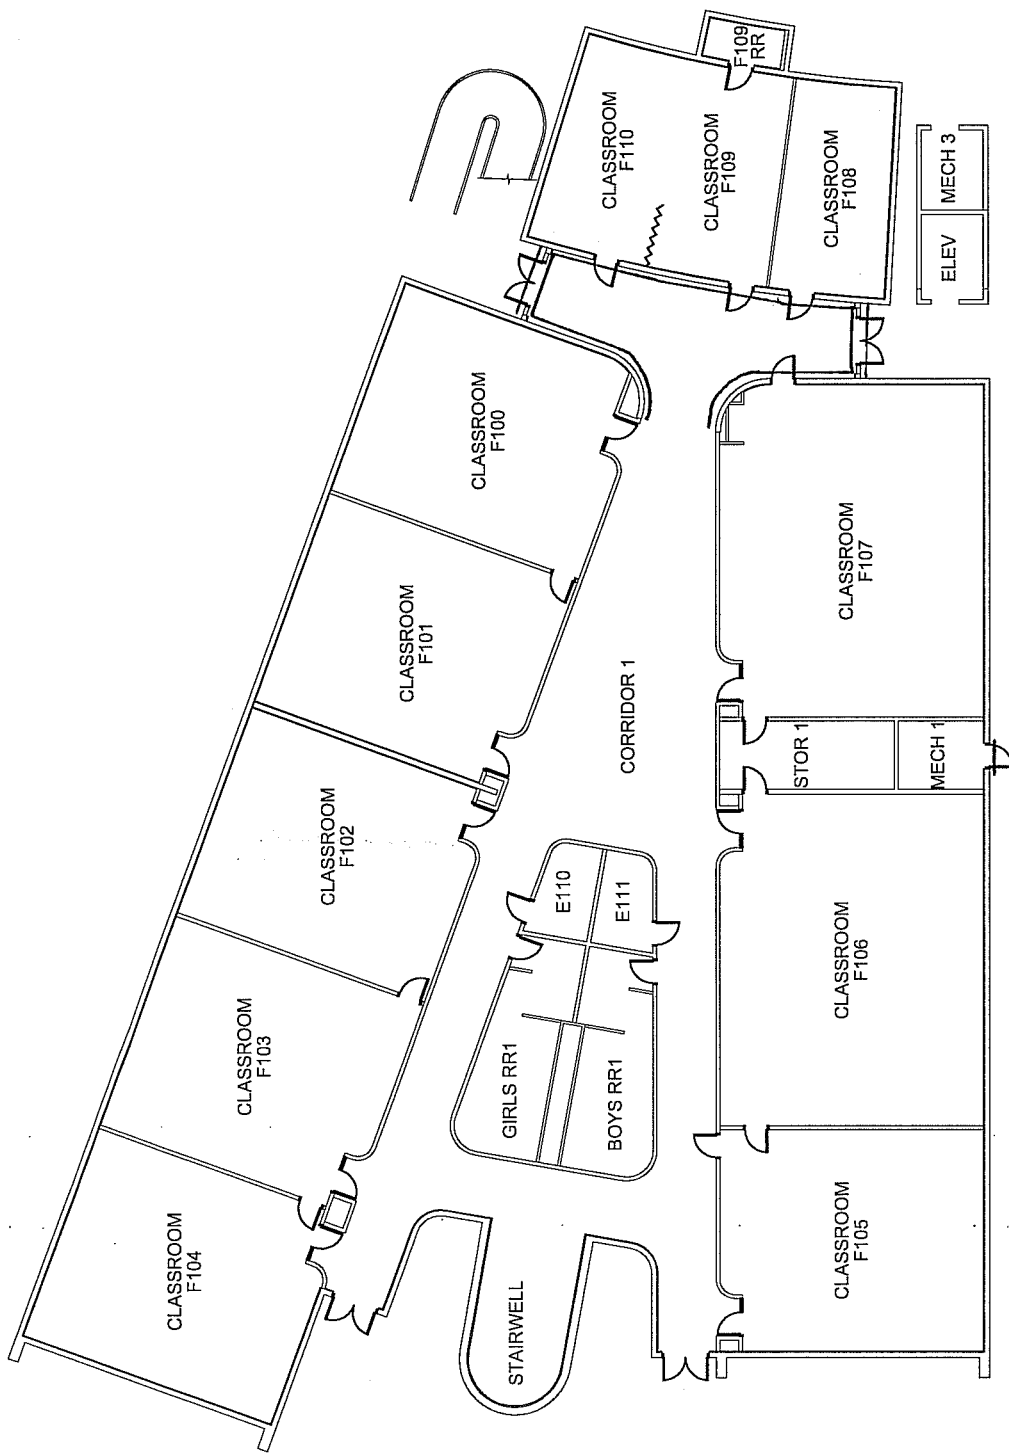 F109
RR
CLASSROOM
F110
CLASSROOM
F109
CLASSROOM
F108
MECH 3
ELEV
CLASSROOM
F100
CLASSROOM
F101
CLASSROOM
F102
CLASSROOM
F103
CLASSROOM
F104
CORRIDOR 1
E110
E111
GIRLS RR1
BOYS RR1
STAIRWELL
CLASSROOM
F107
STOR 1
MECH 1
CLASSROOM
F106
CLASSROOM
F105